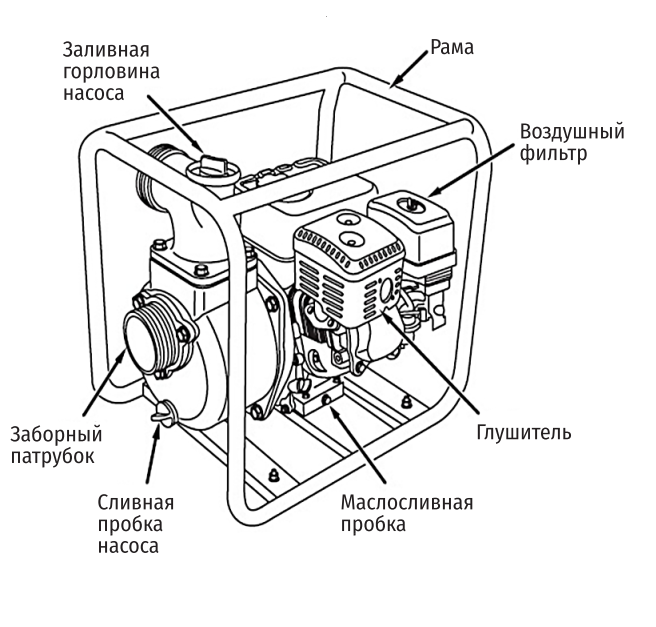 Заливная
горловина
насоса
Рама
Воздушный
фильтр
Глушитель
Заборный
патрубок
Сливная
пробка
насоса
Маслосливная
пробка